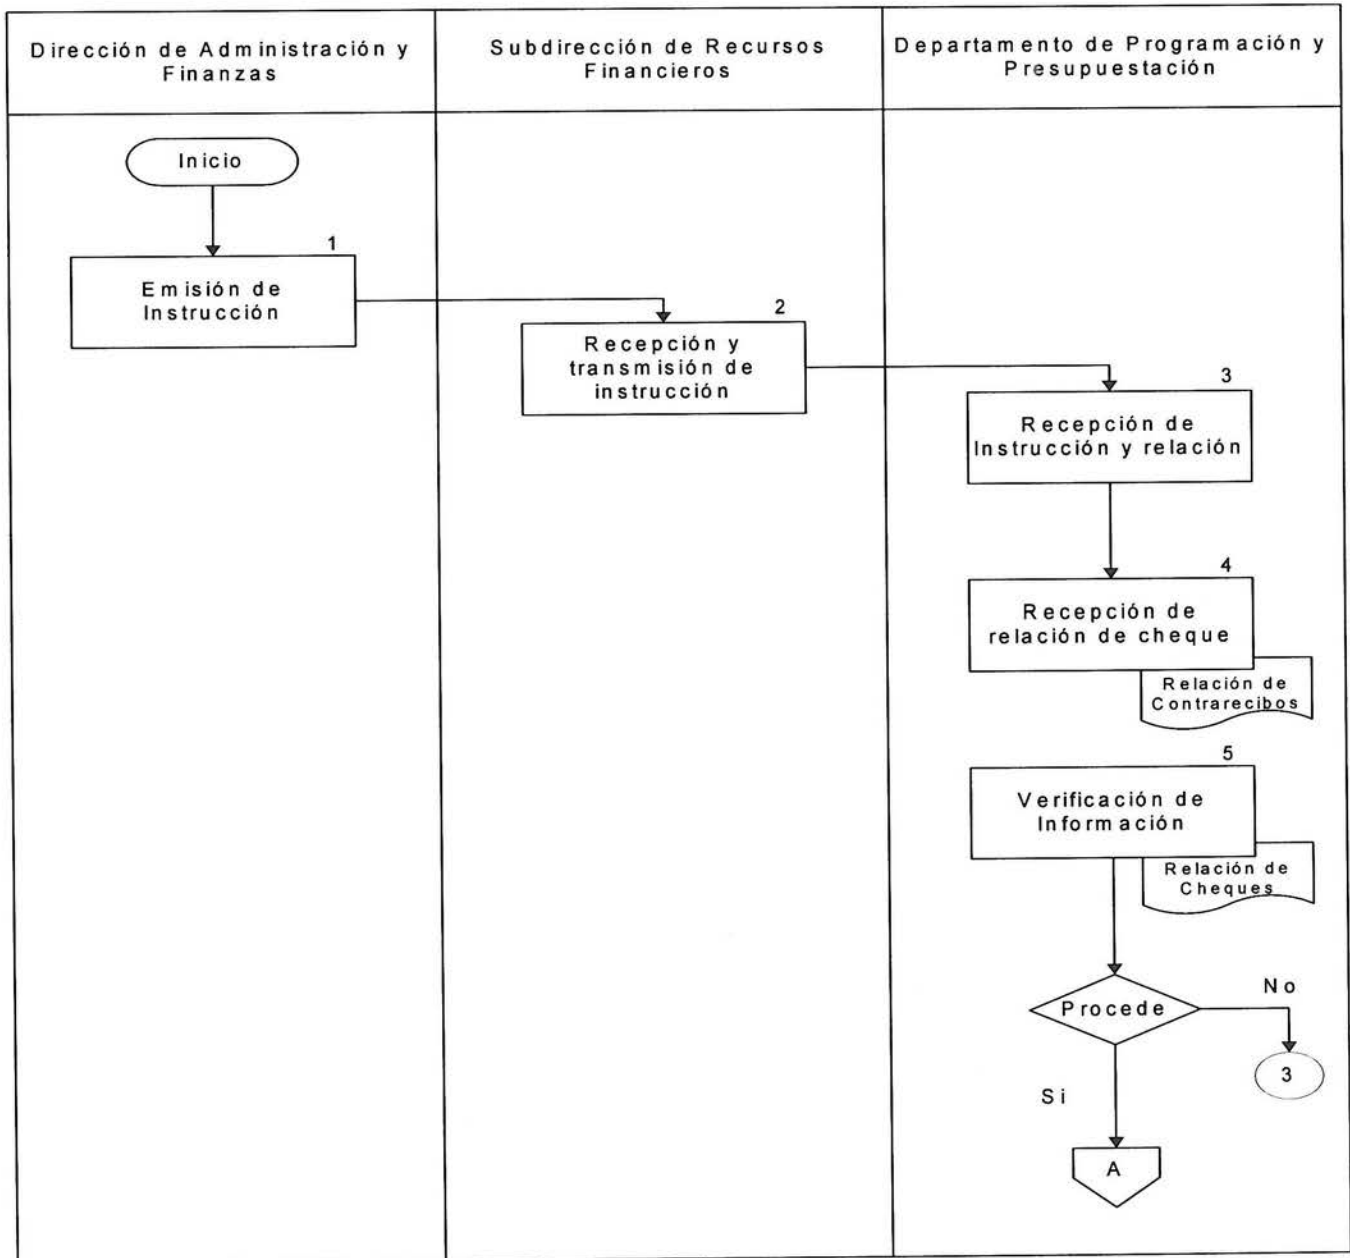 Dirección de Administración y
Finanzas
Subdirección de Recursos
Financieros
Departamento de Programación y
Presupuestación
Inicio
1
Emisión de
Instrucción
2
Recepción y
transmisión de
instrucción
3
Recepción de
Instrucción y relación
4
Recepción de
relación de cheque
Relación de
Contrarecibos
5
Verificación de
Información
Relación de
Cheques
Procede
No
3
Si
A